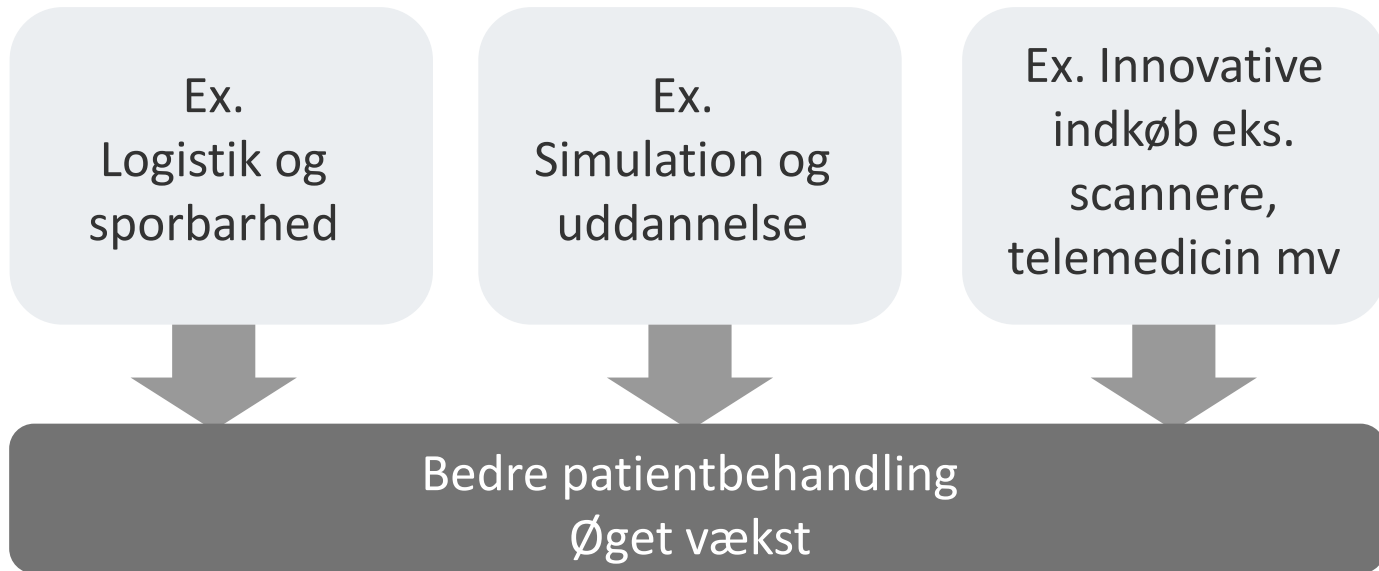 Ex.
Logistik og
sporbarhed
Ex.
Simulation og
uddannelse
Ex. Innovative
indkøb eks.
scannere,
telemedicin mv
Bedre patientbehandling
Øget vækst